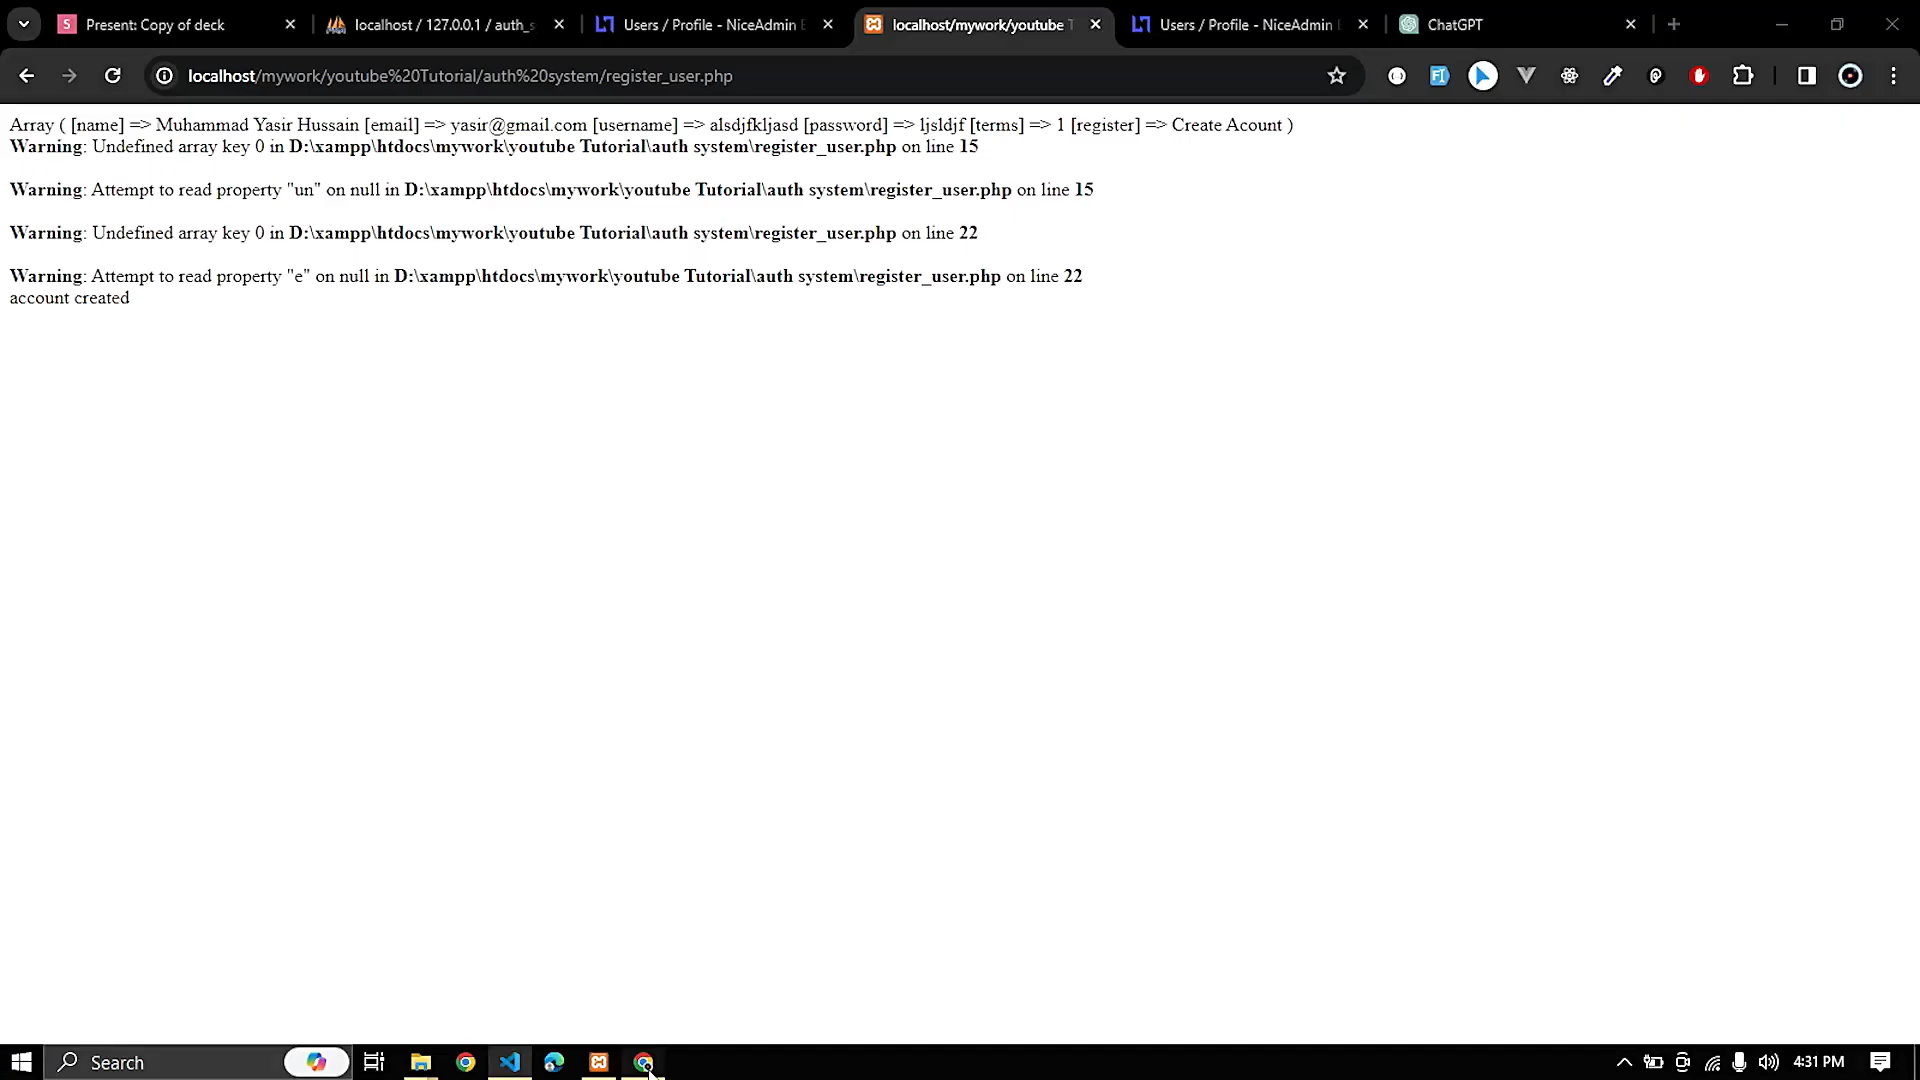 Present: Copy of deck
localhost / 127.0.0.1 / auth_s
Users / Profile - NiceAdmin
localhost/mywork/youtube
Users / Profile - NiceAdmin
ChatGPT
localhost/mywork/youtube%20Tutorial/auth%20system/register_user.php
Array ( [name] => Muhammad Yasir Hussain [email] => yasir@gmail.com [username] => alsdjfkljasd [password] => ljsldjf [terms] => 1 [register] => Create Acount )
Warning: Undefined array key 0 in D:\xampp\htdocs\mywork\youtube Tutorial\auth system\register_user.php on line 15
Warning: Attempt to read property "un" on null in D:\xampp\htdocs\mywork\youtube Tutorial\auth system\register_user.php on line 15
Warning: Undefined array key 0 in D:\xampp\htdocs\mywork\youtube Tutorial\auth system\register_user.php on line 22
Warning: Attempt to read property "e" on null in D:\xampp\htdocs\mywork\youtube Tutorial\auth system\register_user.php on line 22
account created
Search
4:31 PM